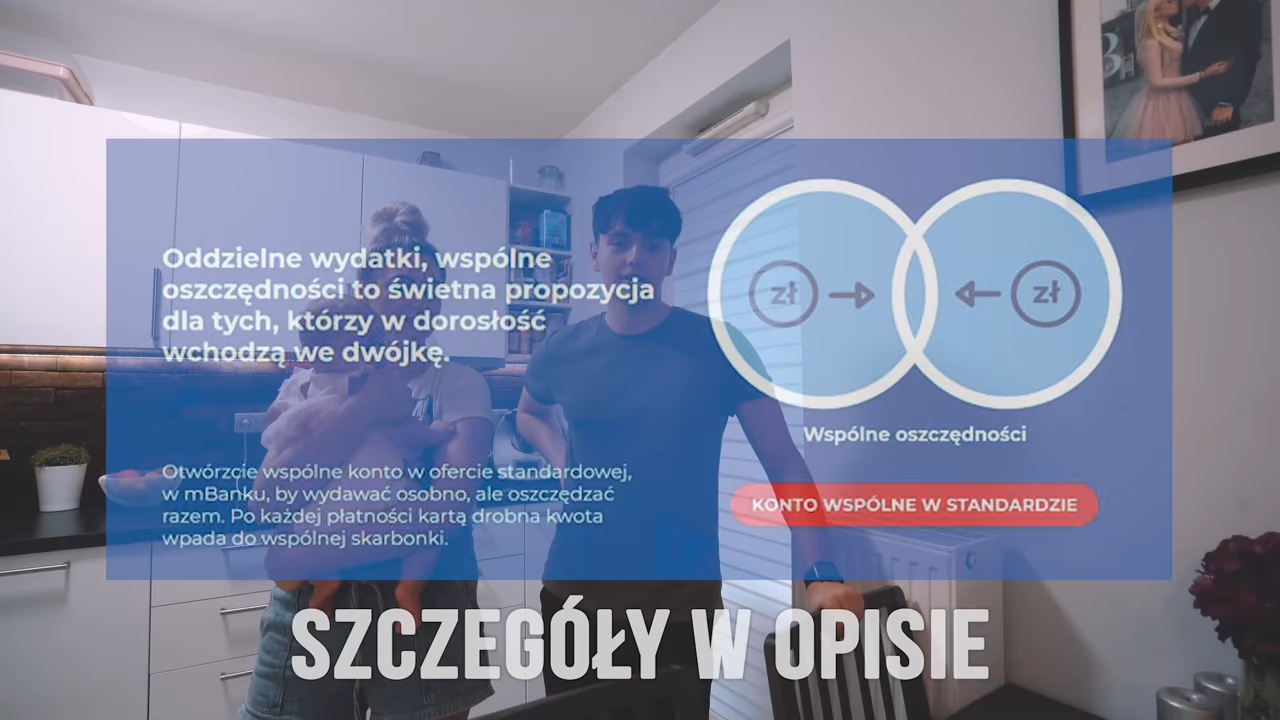 Oddzielne wydatki, wspólne
oszczędności to świetna propozycja
dla tych, którzy w dorosłość
wchodzą we dwójkę.
Otwórzcie wspólne konto w ofercie standardowej,
w mBanku, by wydawać osobno, ale oszczędzać
razem. Po każdej płatności kartą drobna kwota
wpada do wspólnej skarbonki.
zł
zł
Wspólne oszczędności
KONTO WSPÓLNE W STANDARDZIE
SZCZEGÓŁY W OPISIE